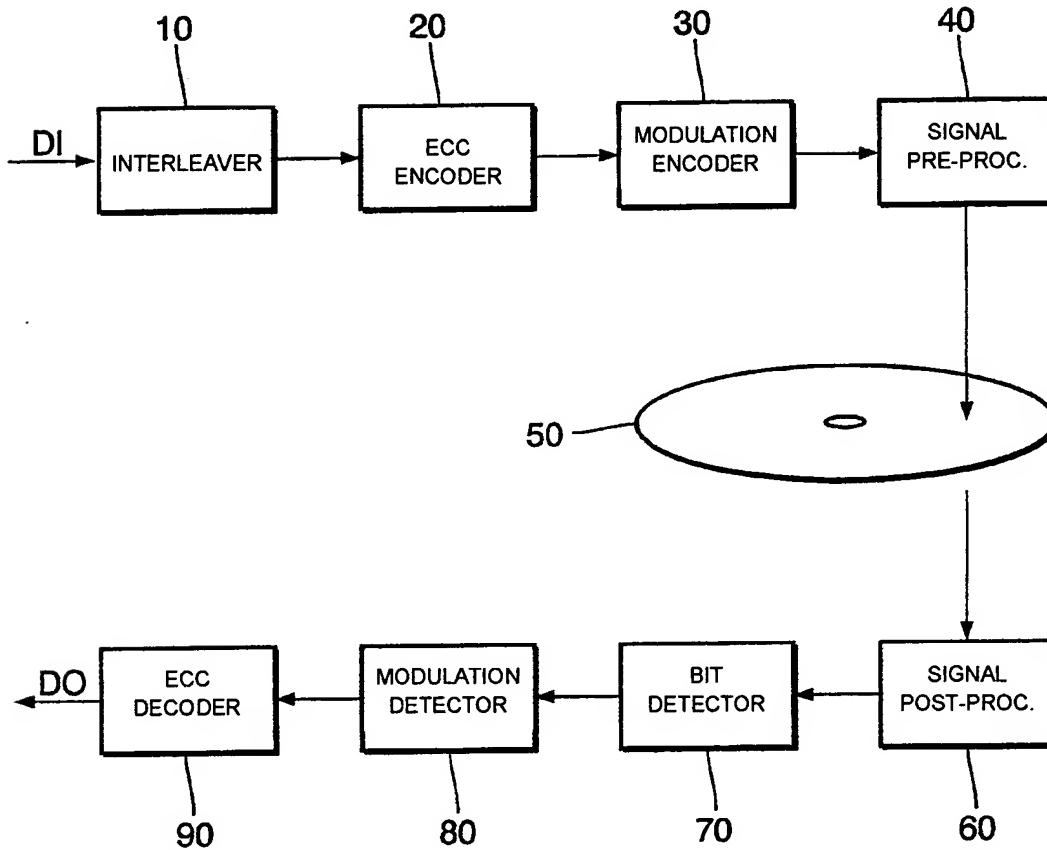 10
20
30
40
DI
INTERLEAVER
ECC
ENCODER
MODULATION
ENCODER
SIGNAL
PRE-PROC.
50
DO
ECC
DECODER
MODULATION
DETECTOR
BIT
DETECTOR
SIGNAL
POST-PROC.
90
80
70
60